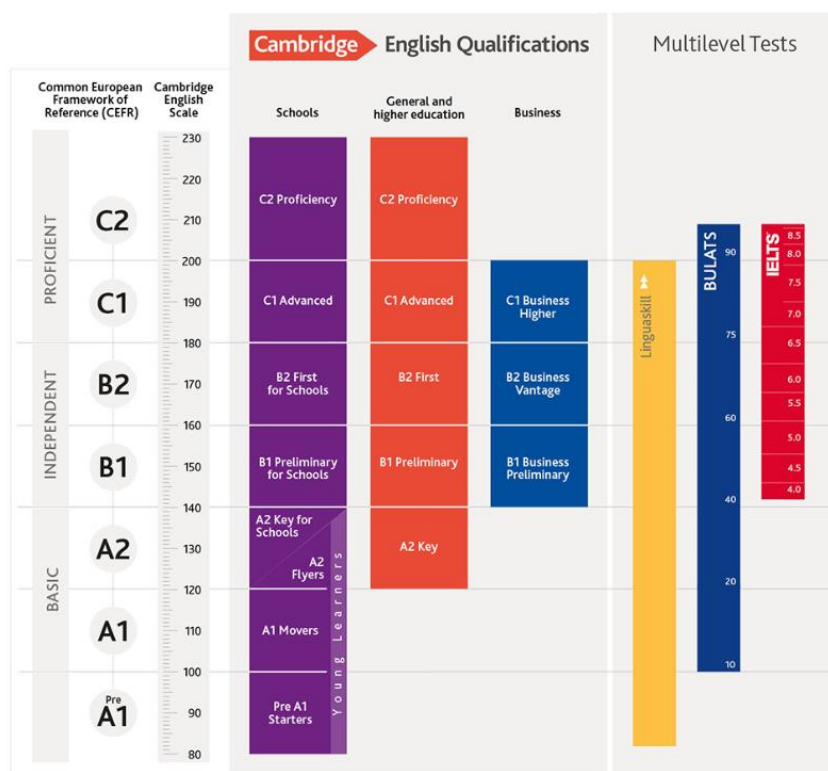 Cambridge English Qualifications
Multilevel Tests
Common European
Framework of
Reference (CEFR)
Cambridge
English
Scale
Schools
General and
higher education
Business
PROFICIENT
INDEPENDENT
BASIC
C2
C1
B2
B1
A2
A1
Pre
A1
230
220
210
200
190
180
170
160
150
140
130
120
110
100
90
80
C2 Proficiency
C1 Advanced
B2 First
for Schools
B1 Preliminary
for Schools
A2 Key for
Schools
A2
Flyers
A1 Movers
Pre A1
Starters
Young Learners
C2 Proficiency
C1 Advanced
B2 First
B1 Preliminary
A2 Key
C1 Business
Higher
B2 Business
Vantage
B1 Business
Preliminary
Linguaskill
BULATS
90
75
60
40
20
10
IELTS
8.5
8.0
7.5
7.0
6.5
6.0
5.5
5.0
4.5
4.0